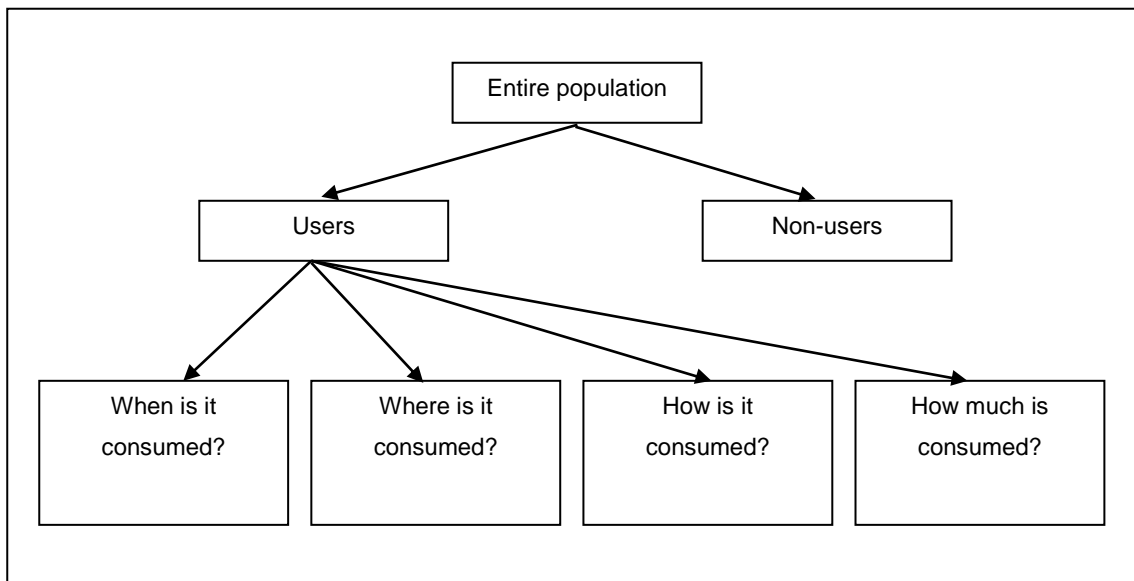 Entire population
Users
Non-users
When is it
consumed?
Where is it
consumed?
How is it
consumed?
How much is
consumed?